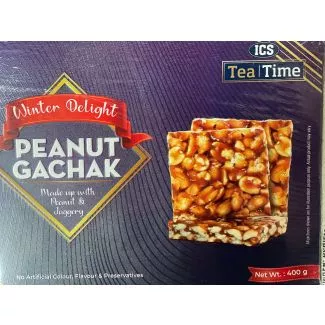 ICS
Tea Time
Winter Delight
PEANUT
GACHAK
Made up with
Peanut &
Jaggery
No Artificial Colour, Flavour & Preservatives
Net Wt. : 400 g